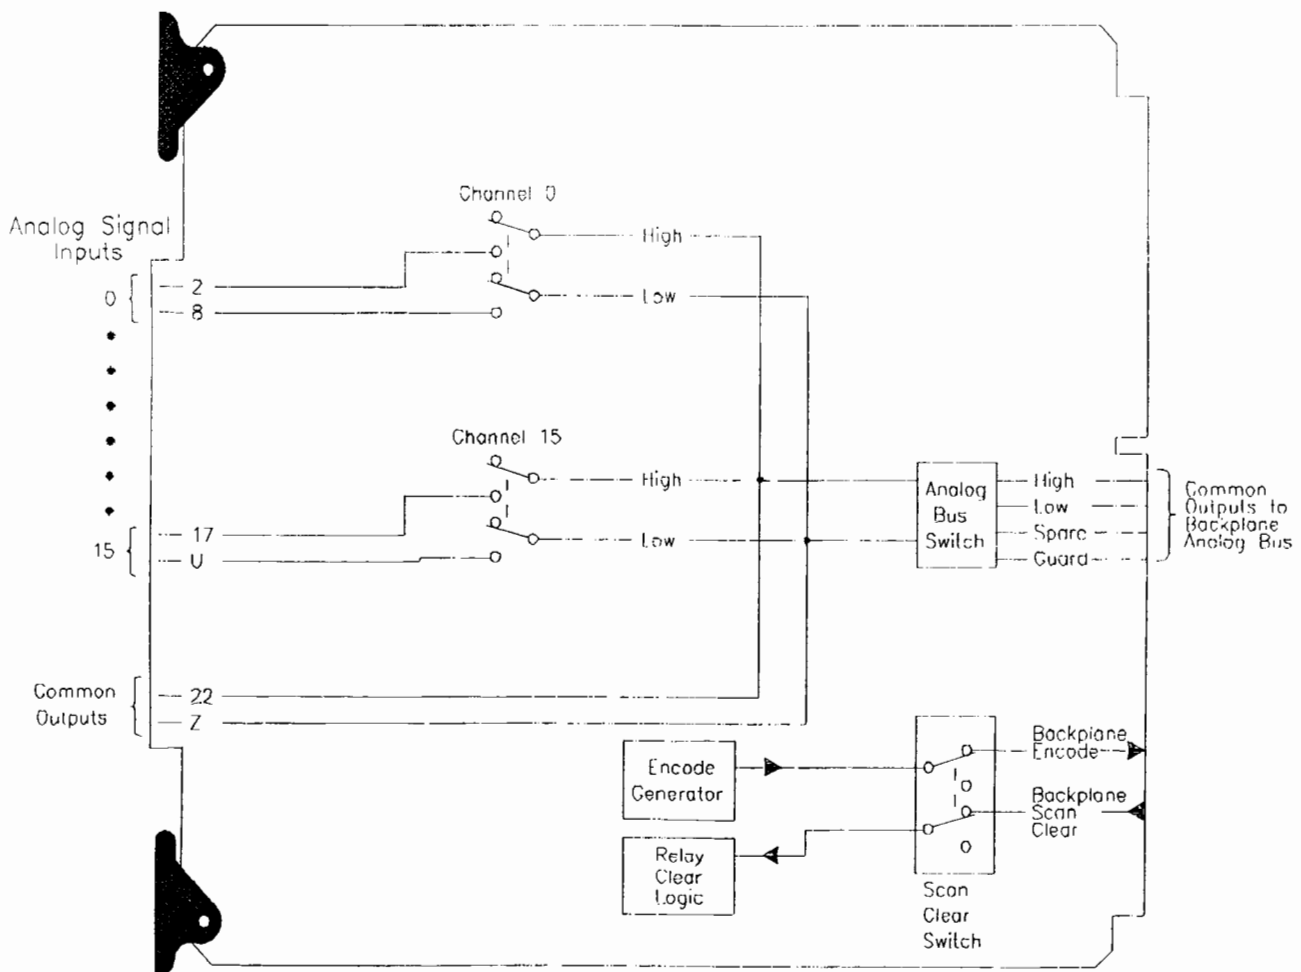 Channel 0
Analog Signal
Inputs
High
0
2
Low
8
Channel 15
High
Analog
Bus
Switch
High
Low
Spare
Guard
Common
Outputs to
Backplane
Analog Bus
17
15
Low
U
Common
Outputs
22
Z
Encode
Generator
Backplane
Encode
Backplane
Scan
Clear
Relay
Clear
Logic
Scan
Clear
Switch